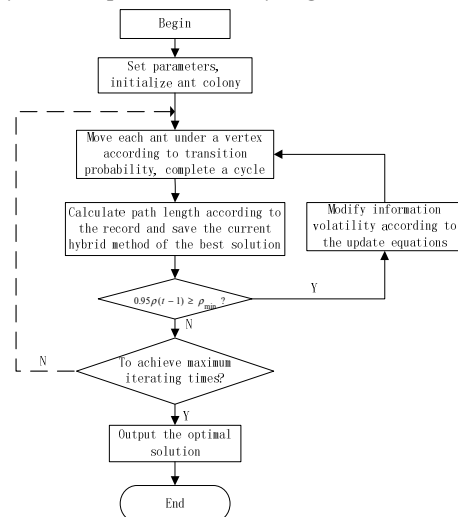 Begin
Set parameters,
initialize ant colony
Move each ant under a vertex
according to transition
probability, complete a cycle
Calculate path length according to
the record and save the current
hybrid method of the best solution
Modify information
volatility according to
the update equations
0.95ρ(t − 1) ≥ ρmin ?
Y
N
To achieve maximum
iterating times?
N
Y
Output the optimal
solution
End